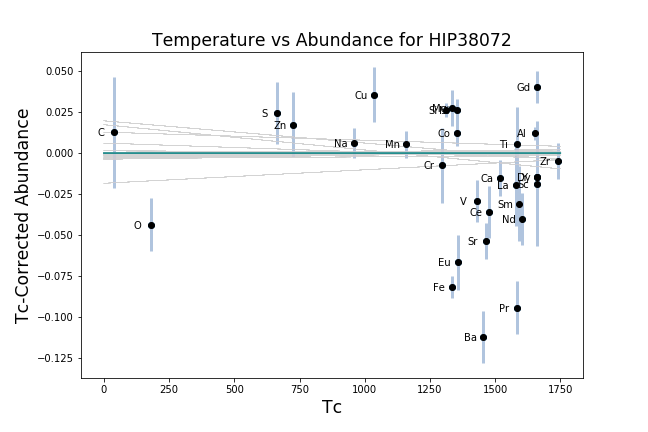 Temperature vs Abundance for HIP38072
Tc-Corrected Abundance
0.050
0.025
0.000
−0.025
−0.050
−0.075
−0.100
−0.125
C
O
S
Zn
Cu
Na
Mn
Cr
Co
Gd
Al
Ti
Zr
Ca
La
Dy
Sc
V
Ce
Sm
Nd
Sr
Eu
Fe
Pr
Ba
0
250
500
750
1000
1250
1500
1750
Tc